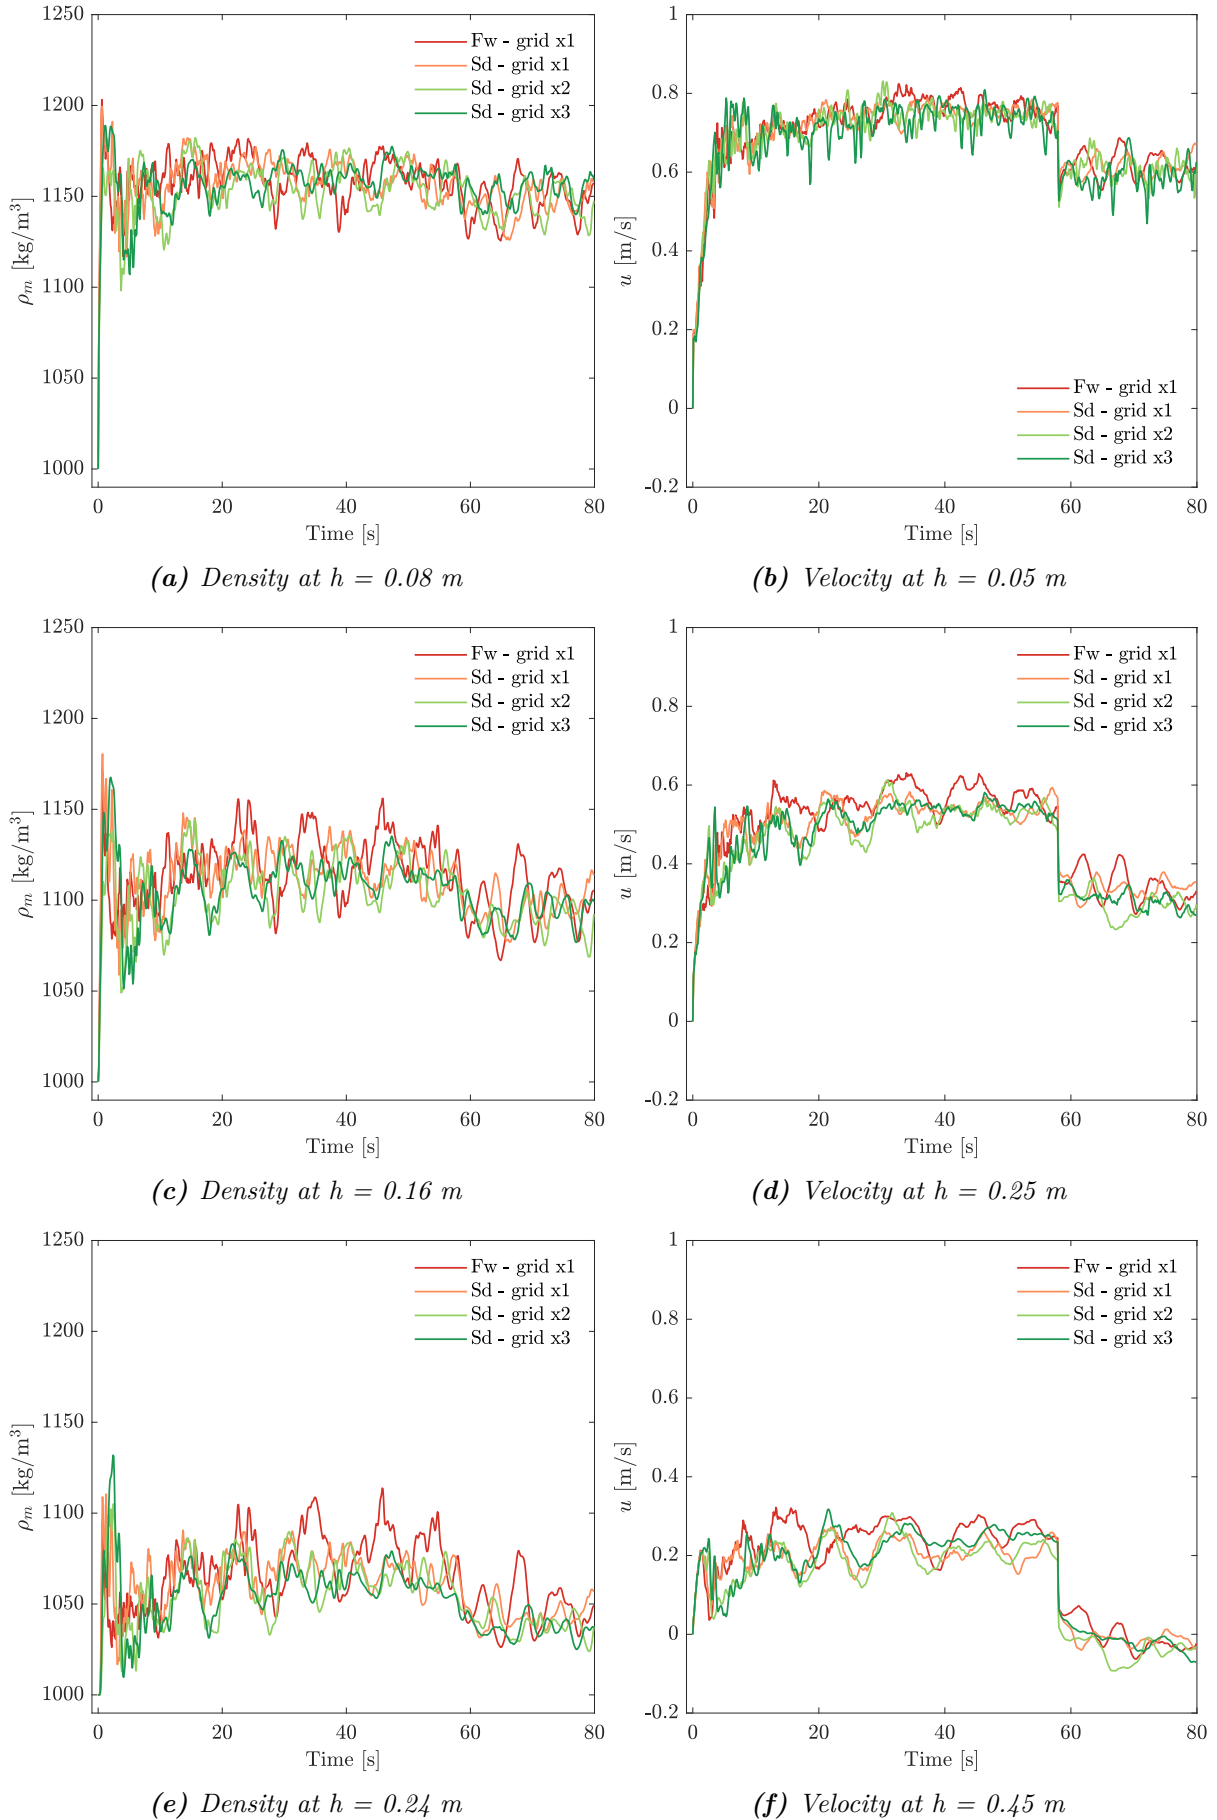 1250
1200
1150
1100
1050
1000
ρm [kg/m³]
0 20 40 60 80
Time [s]
Fw - grid x1
Sd - grid x1
Sd - grid x2
Sd - grid x3
(a) Density at h = 0.08 m
1
0.8
0.6
0.4
0.2
0
-0.2
u [m/s]
0 20 40 60 80
Time [s]
Fw - grid x1
Sd - grid x1
Sd - grid x2
Sd - grid x3
(b) Velocity at h = 0.05 m
1250
1200
1150
1100
1050
1000
ρm [kg/m³]
0 20 40 60 80
Time [s]
Fw - grid x1
Sd - grid x1
Sd - grid x2
Sd - grid x3
(c) Density at h = 0.16 m
1
0.8
0.6
0.4
0.2
0
-0.2
u [m/s]
0 20 40 60 80
Time [s]
Fw - grid x1
Sd - grid x1
Sd - grid x2
Sd - grid x3
(d) Velocity at h = 0.25 m
1250
1200
1150
1100
1050
1000
ρm [kg/m³]
0 20 40 60 80
Time [s]
Fw - grid x1
Sd - grid x1
Sd - grid x2
Sd - grid x3
(e) Density at h = 0.24 m
1
0.8
0.6
0.4
0.2
0
-0.2
u [m/s]
0 20 40 60 80
Time [s]
Fw - grid x1
Sd - grid x1
Sd - grid x2
Sd - grid x3
(f) Velocity at h = 0.45 m